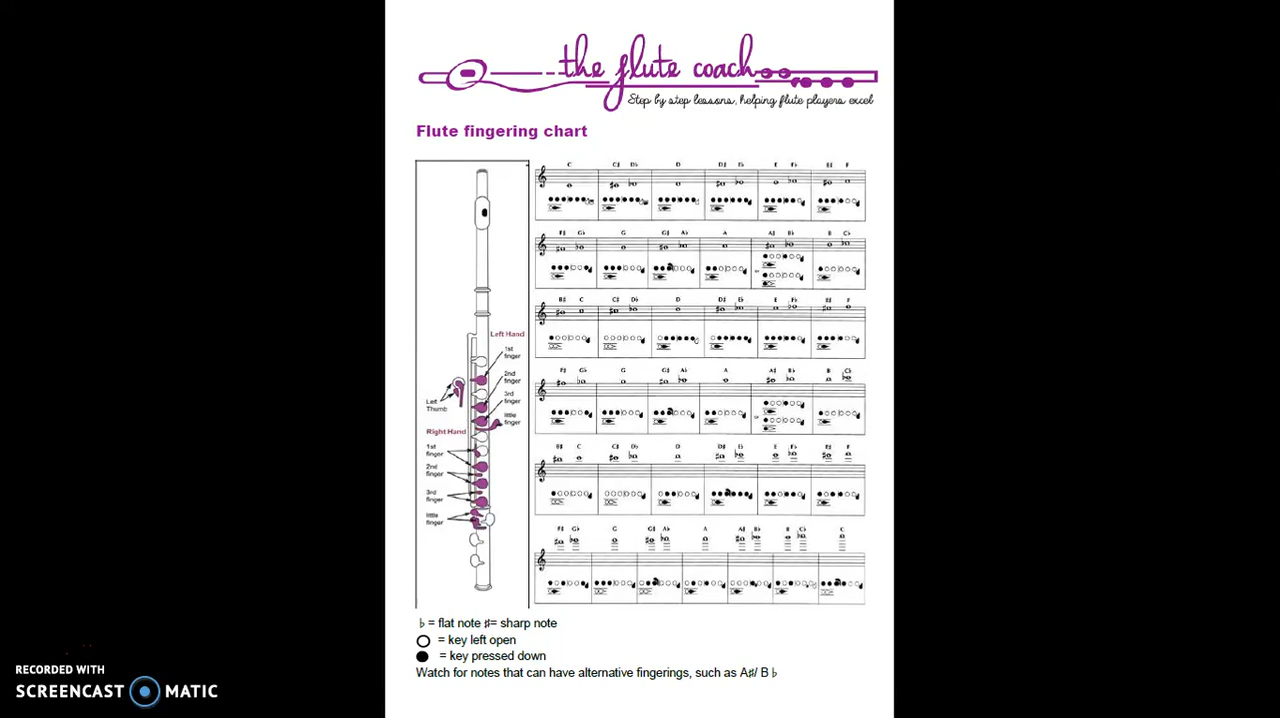 the flute coach
Step by step lessons, helping flute players excel
Flute fingering chart
C C♯ D♭ D D♯ E♭ E F♭ E♯ F
F♯ G♭ G G♯ A♭ A A♯ B♭ B C♭
or
B♯ C C♯ D♭ D D♯ E♭ E F♭ E♯ F
F♯ G♭ G G♯ A♭ A A♯ B♭ B C♭
or
B♯ C C♯ D♭ D D♯ E♭ E F♭ E♯ F
F♯ G♭ G G♯ A♭ A A♯ B♭ B C♭ C
Left Hand
1st
finger
2nd
finger
3rd
finger
little
finger
Left
Thumb
Right Hand
1st
finger
2nd
finger
3rd
finger
little
finger
♭ = flat note ♯= sharp note
= key left open
= key pressed down
Watch for notes that can have alternative fingerings, such as A♯/ B ♭
RECORDED WITH
SCREENCAST MATIC